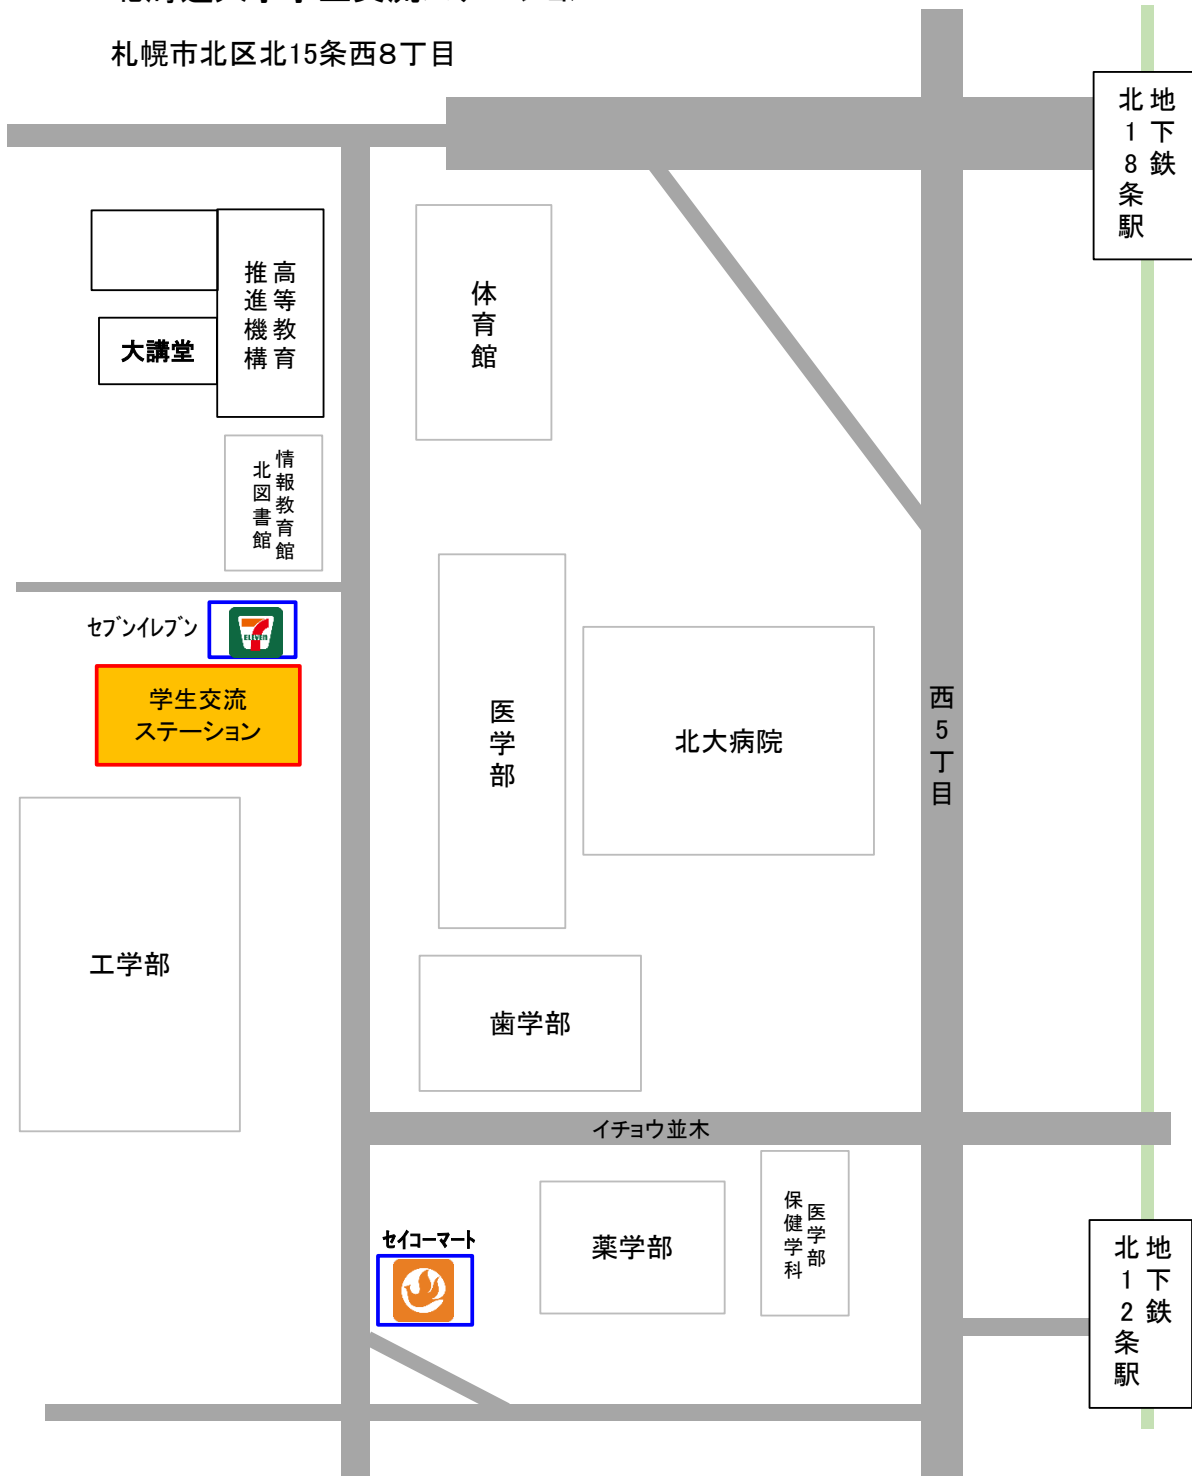 札幌市北区北15条西８丁目
地下鉄
北18条駅
高等教育
推進機構
大講堂
体育館
情報教育館
北図書館
セブンイレブン
ELEVEN
学生交流
ステーション
医学部
北大病院
西5丁目
工学部
歯学部
イチョウ並木
セイコーマート
薬学部
医学部
保健学科
地下鉄
北12条駅